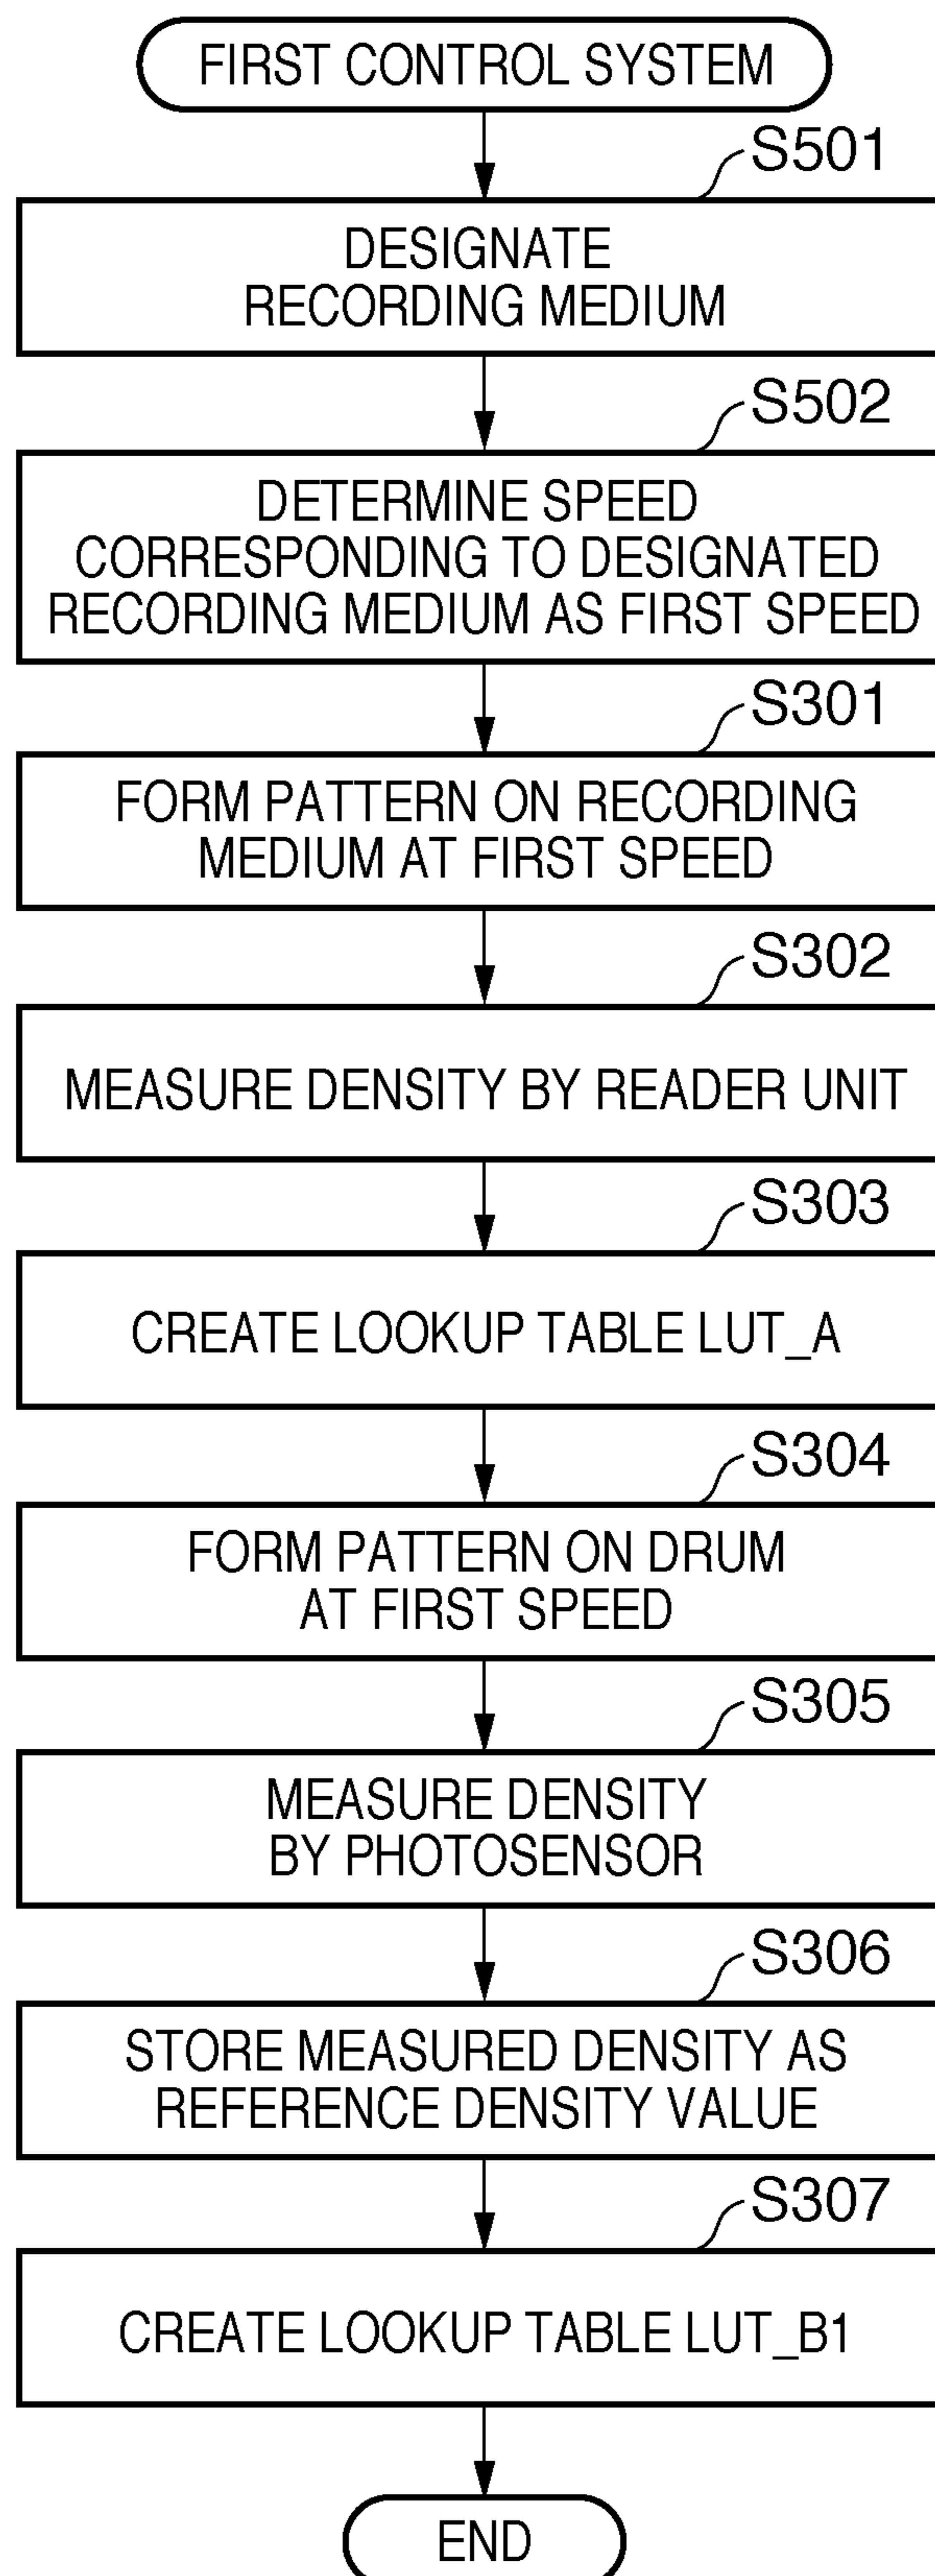 FIRST CONTROL SYSTEM
S501
DESIGNATE
RECORDING MEDIUM
S502
DETERMINE SPEED
CORRESPONDING TO DESIGNATED
RECORDING MEDIUM AS FIRST SPEED
S301
FORM PATTERN ON RECORDING
MEDIUM AT FIRST SPEED
S302
MEASURE DENSITY BY READER UNIT
S303
CREATE LOOKUP TABLE LUT_A
S304
FORM PATTERN ON DRUM
AT FIRST SPEED
S305
MEASURE DENSITY
BY PHOTOSENSOR
S306
STORE MEASURED DENSITY AS
REFERENCE DENSITY VALUE
S307
CREATE LOOKUP TABLE LUT_B1
END